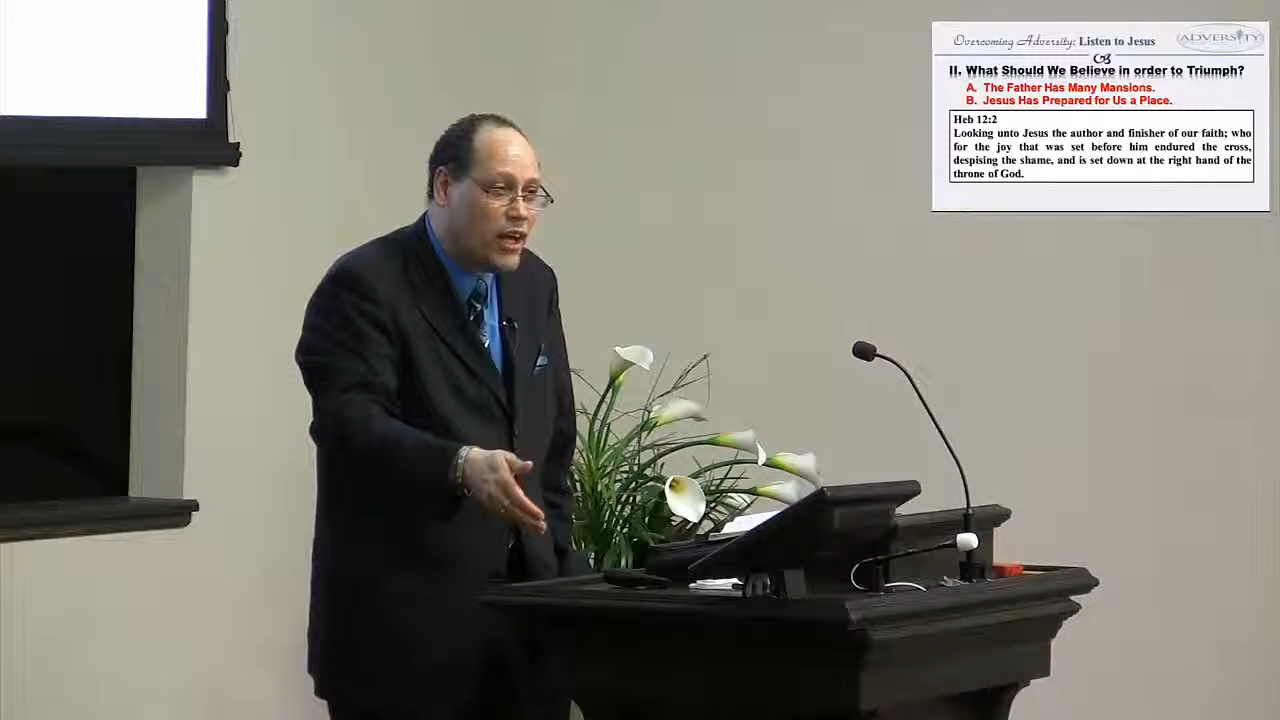 Overcoming Adversity: Listen to Jesus
ADVERSITY
II. What Should We Believe in order to Triumph?
A. The Father Has Many Mansions.
B. Jesus Has Prepared for Us a Place.
Heb 12:2
Looking unto Jesus the author and finisher of our faith; who
for the joy that was set before him endured the cross,
despising the shame, and is set down at the right hand of the
throne of God.